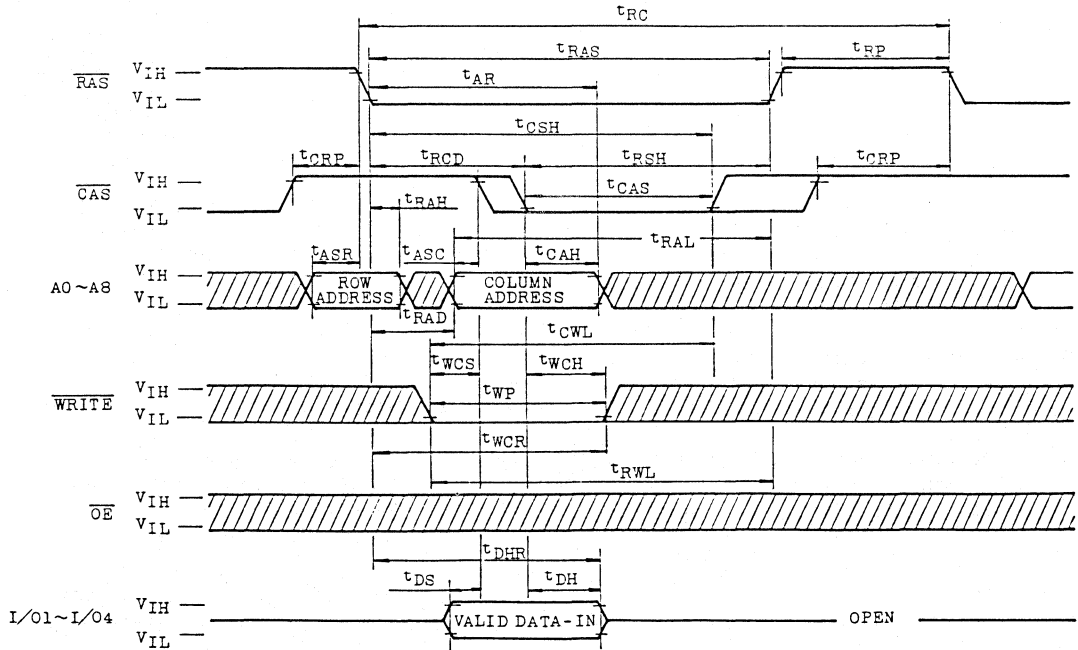 tRC
tRAS
tRP
tAR
RAS
VIH
VIL
tCSH
tCRP
tRCD
tRSH
tCRP
CAS
VIH
VIL
tCAS
tRAH
tRAL
tASR
tASC
tCAH
A0~A8
VIH
VIL
ROW ADDRESS
COLUMN ADDRESS
tRAD
tCWL
tWCS
tWCH
WRITE
VIH
VIL
tWP
tWCR
tRWL
OE
VIH
VIL
tDHR
tDS
tDH
I/O1~I/O4
VIH
VIL
VALID DATA-IN
OPEN